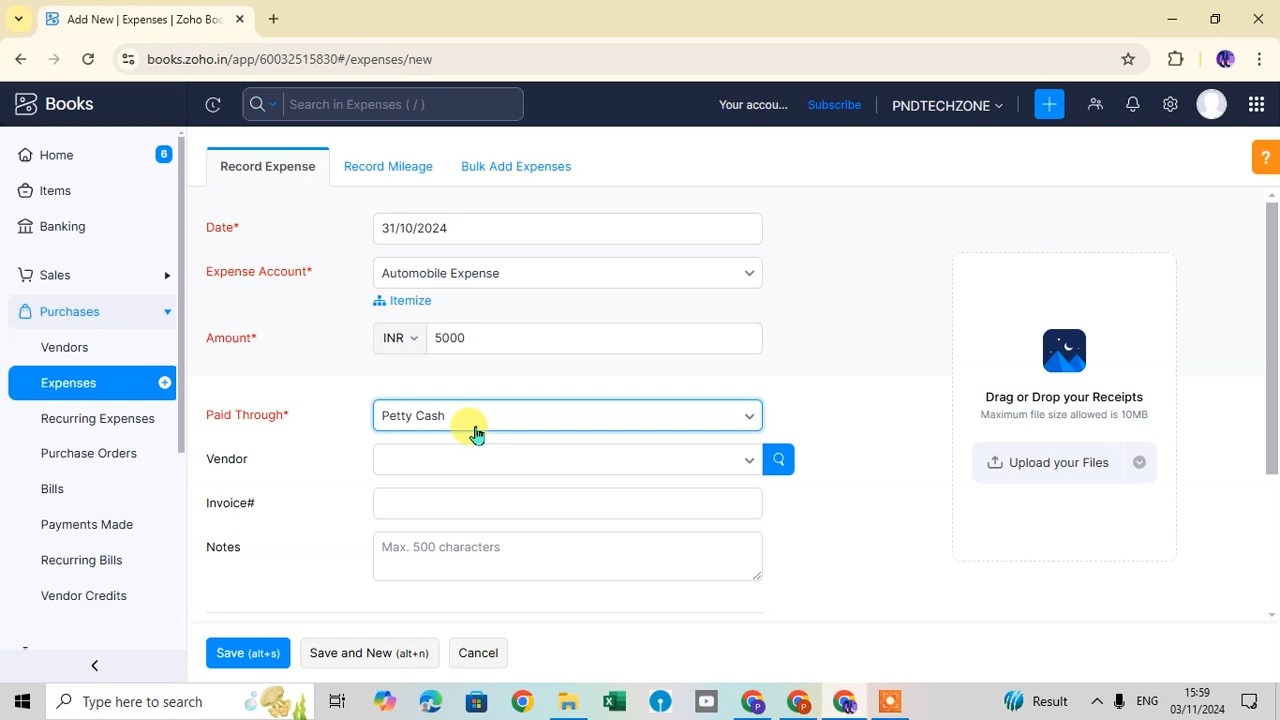 Add New | Expenses | Zoho Boo
books.zoho.in/app/60032515830#/expenses/new
Books
Search in Expenses ( / )
Your accou...
Subscribe
PNDTECHZONE
Home
6
Items
Banking
Sales
Purchases
Vendors
Expenses
Recurring Expenses
Purchase Orders
Bills
Payments Made
Recurring Bills
Vendor Credits
Record Expense
Record Mileage
Bulk Add Expenses
?
Date*
31/10/2024
Expense Account*
Automobile Expense
Itemize
Amount*
INR
5000
Paid Through*
Petty Cash
Vendor
Invoice#
Notes
Max. 500 characters
Drag or Drop your Receipts
Maximum file size allowed is 10MB
Upload your Files
Save (alt+s)
Save and New (alt+n)
Cancel
Type here to search
Result
ENG
15:59
03/11/2024